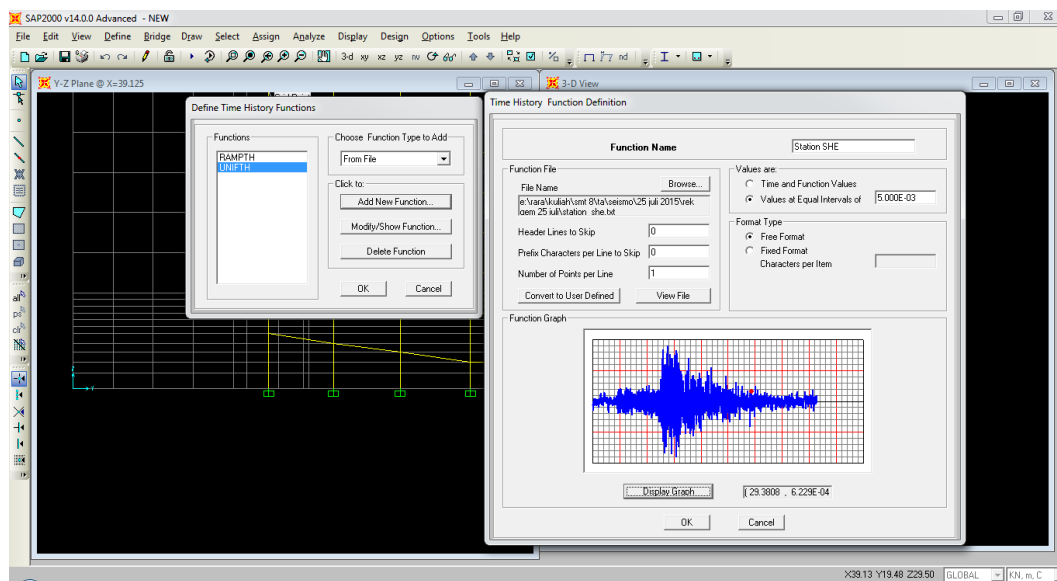 SAP2000 v14.0.0 Advanced - NEW
File Edit View Define Bridge Draw Select Assign Analyze Display Design Options Tools Help
3-d xy xz yz nv nd
Y-Z Plane @ X=39.125
3-D View
Define Time History Functions
Functions
RAMPTH
UNIFTH
Choose Function Type to Add
From File
Click to:
Add New Function...
Modify/Show Function...
Delete Function
OK Cancel
Time History Function Definition
Function Name Station SHE
Function File
File Name Browse...
e:\rara\kuliah\smt 8\ta\seismo\25 juli 2015\rek
gem 25 juli\station she.txt
Header Lines to Skip 0
Prefix Characters per Line to Skip 0
Number of Points per Line 1
Convert to User Defined View File
Values are:
Time and Function Values
Values at Equal Intervals of 5.000E-03
Format Type
Free Format
Fixed Format
Characters per Item
Function Graph
Display Graph (29.3808 , 6.229E-04
OK Cancel
all
ps
clr
X39.13 Y19.48 Z29.50 GLOBAL KN, m, C